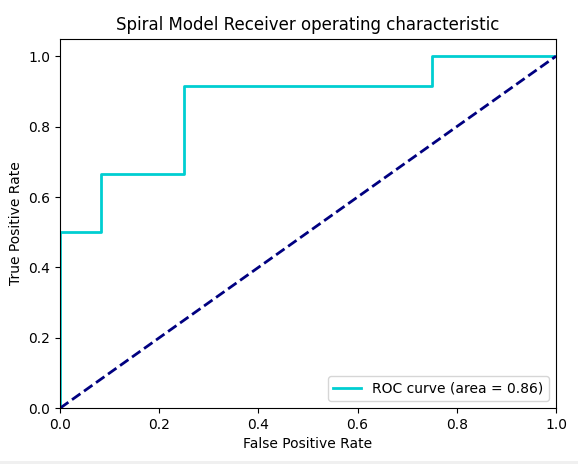 Spiral Model Receiver operating characteristic
1.0
0.8
0.6
0.4
0.2
0.0
True Positive Rate
ROC curve (area = 0.86)
0.0 0.2 0.4 0.6 0.8 1.0
False Positive Rate